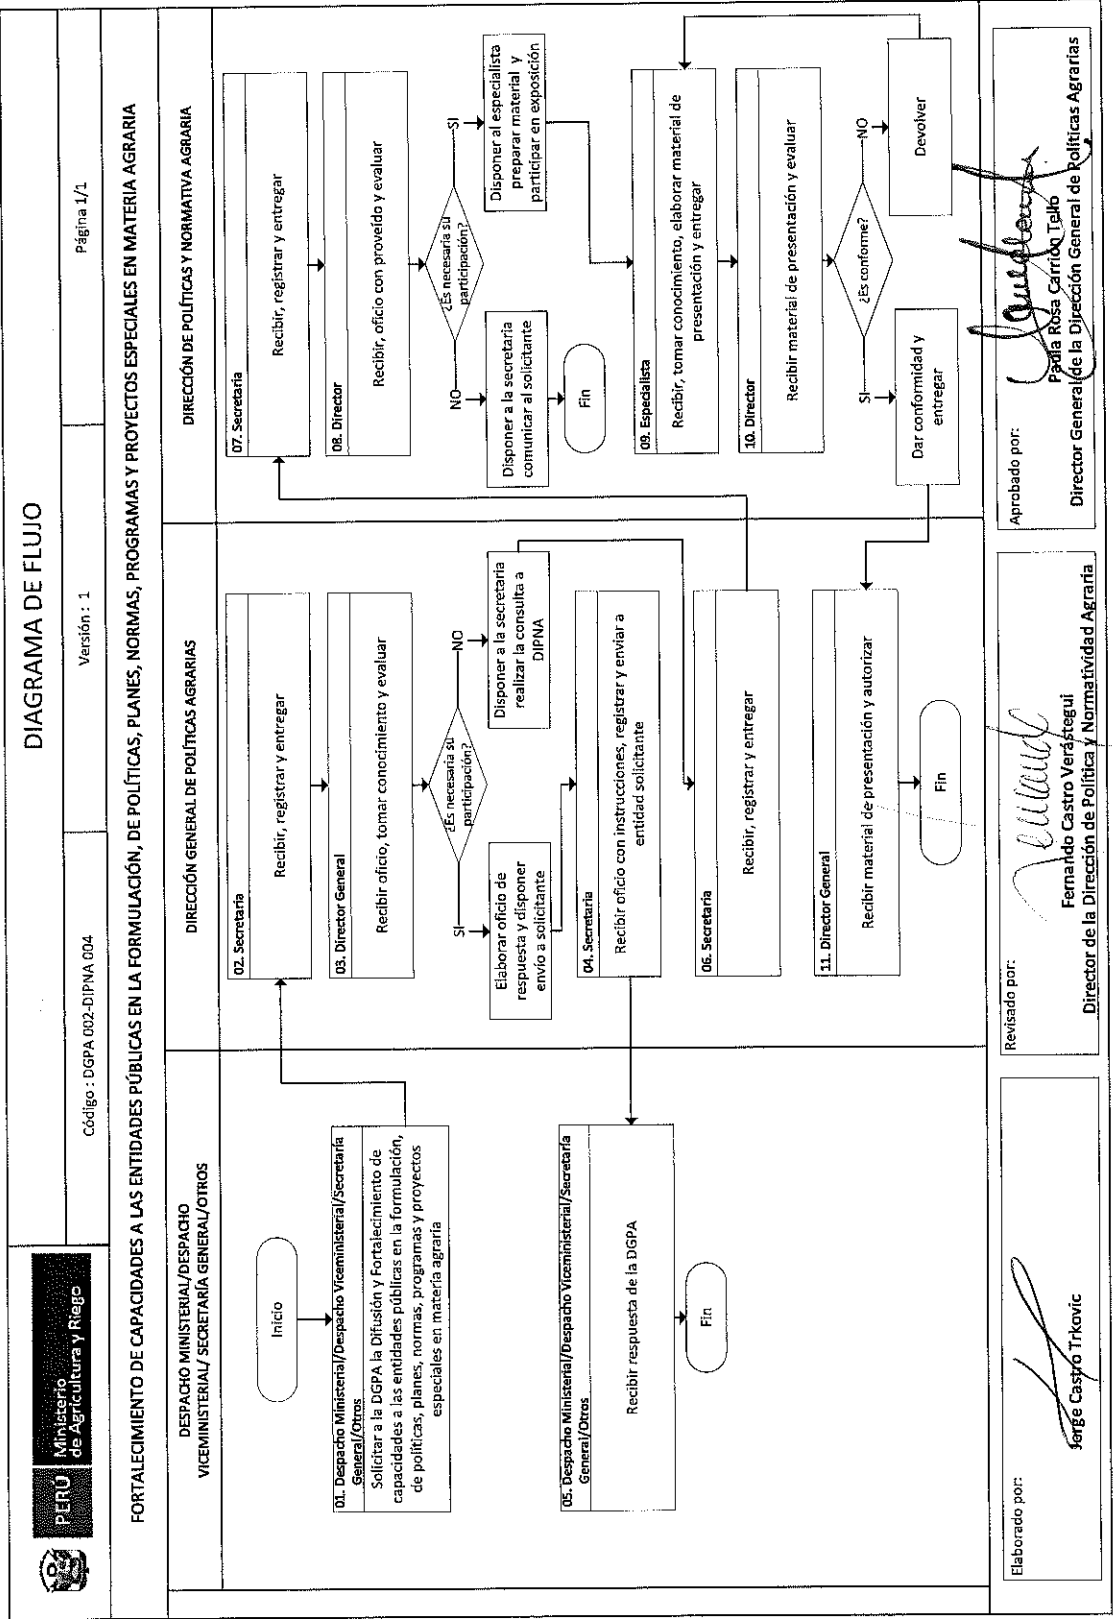 DIAGRAMA DE FLUJO
PERÚ
Ministerio
de Agricultura y Riego
Código : DGPA 002-DIPNA 004
Versión : 1
Página 1/1
FORTALECIMIENTO DE CAPACIDADES A LAS ENTIDADES PÚBLICAS EN LA FORMULACIÓN, DE POLÍTICAS, PLANES, NORMAS, PROGRAMAS Y PROYECTOS ESPECIALES EN MATERIA AGRARIA
DESPACHO MINISTERIAL/DESPACHO
VICEMINISTERIAL/ SECRETARÍA GENERAL/OTROS
Inicio
01. Despacho Ministerial/Despacho Viceministerial/Secretaría
General/Otros
Solicitar a la DGPA la Difusión y Fortalecimiento de
capacidades a las entidades públicas en la formulación,
de políticas, planes, normas, programas y proyectos
especiales en materia agraria
05. Despacho Ministerial/Despacho Viceministerial/Secretaría
General/Otros
Recibir respuesta de la DGPA
Fin
DIRECCIÓN GENERAL DE POLÍTICAS AGRARIAS
02. Secretaria
Recibir, registrar y entregar
03. Director General
Recibir oficio, tomar conocimiento y evaluar
¿Es necesaria su
participación?
SI
NO
Elaborar oficio de
respuesta y disponer
envío a solicitante
Disponer a la secretaria
realizar la consulta a
DIPNA
04. Secretaria
Recibir oficio con instrucciones, registrar y enviar a
entidad solicitante
06. Secretaria
Recibir, registrar y entregar
11. Director General
Recibir material de presentación y autorizar
Fin
DIRECCIÓN DE POLÍTICAS Y NORMATIVA AGRARIA
07. Secretaria
Recibir, registrar y entregar
08. Director
Recibir, oficio con proveído y evaluar
¿Es necesaria su
participación?
NO
SI
Disponer a la secretaria
comunicar al solicitante
Fin
Disponer al especialista
preparar material y
participar en exposición
09. Especialista
Recibir, tomar conocimiento, elaborar material de
presentación y entregar
10. Director
Recibir material de presentación y evaluar
¿Es conforme?
SI
NO
Dar conformidad y
entregar
Devolver
Elaborado por:
Jorge Castro Trkovic
Revisado por:
Fernando Castro Verástegui
Director de la Dirección de Política y Normatividad Agraria
Aprobado por:
Paula Rosa Carrión Tello
Director General de la Dirección General de Políticas Agrarias